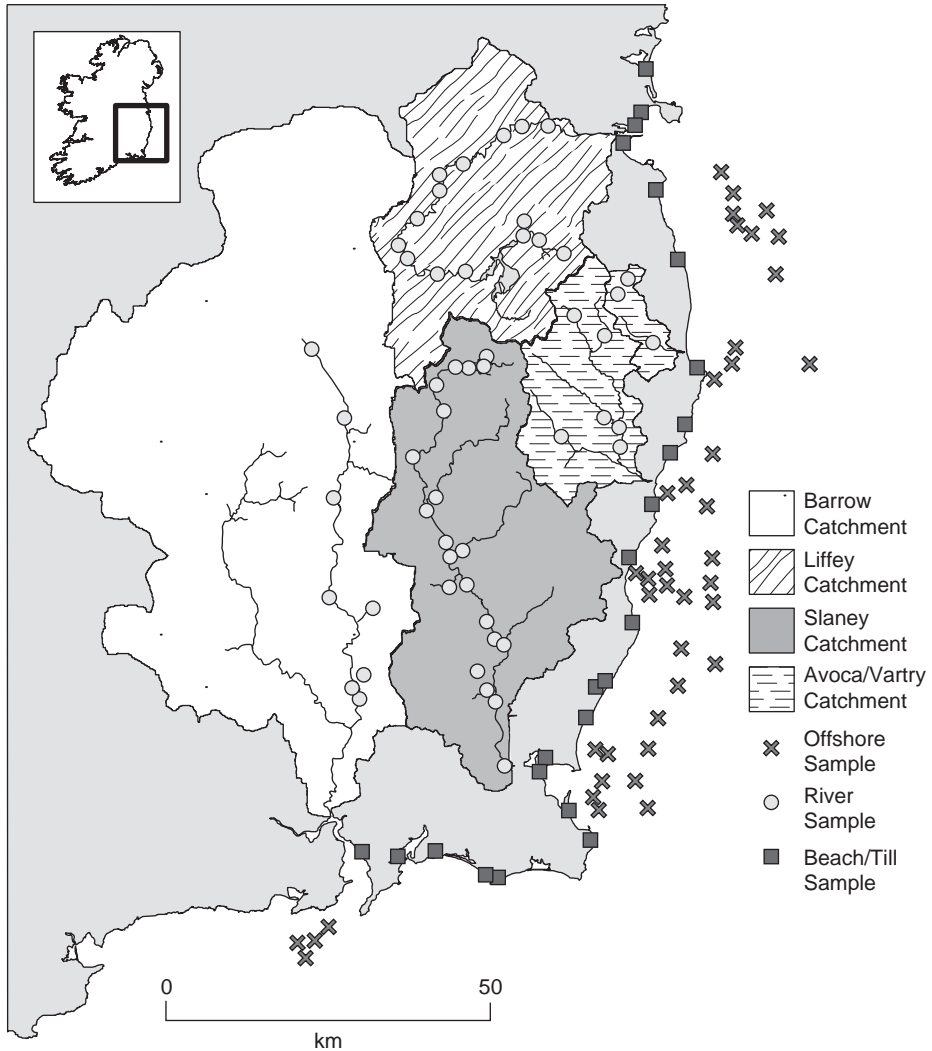 Barrow
Catchment
Liffey
Catchment
Slaney
Catchment
Avoca/Vartry
Catchment
Offshore
Sample
River
Sample
Beach/Till
Sample
0 50
km